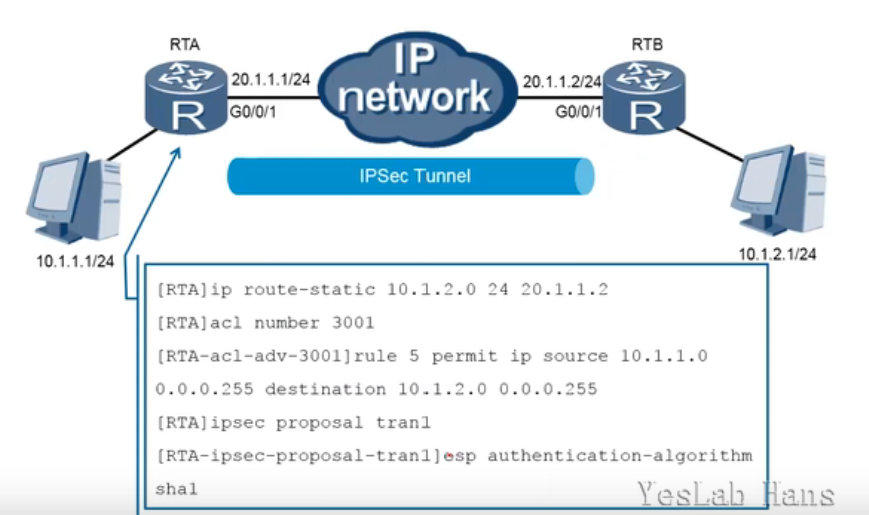 RTA
RTB
IP
network
20.1.1.1/24
20.1.1.2/24
R
G0/0/1
G0/0/1
R
IPSec Tunnel
10.1.1.1/24
10.1.2.1/24
[RTA]ip route-static 10.1.2.0 24 20.1.1.2
[RTA]acl number 3001
[RTA-acl-adv-3001]rule 5 permit ip source 10.1.1.0
0.0.0.255 destination 10.1.2.0 0.0.0.255
[RTA]ipsec proposal tran1
[RTA-ipsec-proposal-tran1]esp authentication-algorithm
sha1
YesLab Hans